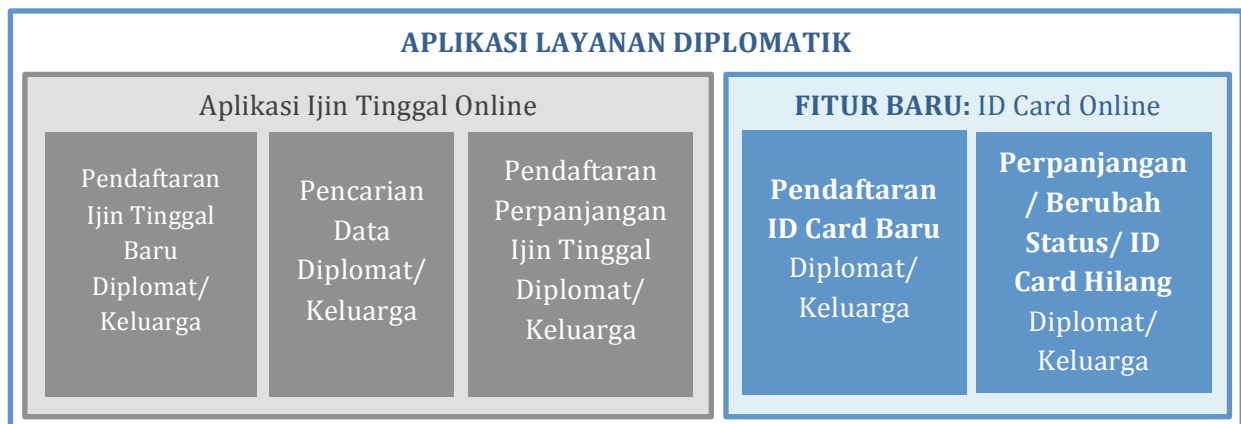 APLIKASI LAYANAN DIPLOMATIK
Aplikasi Ijin Tinggal Online
Pendaftaran
Ijin Tinggal
Baru
Diplomat/
Keluarga
Pencarian
Data
Diplomat/
Keluarga
Pendaftaran
Perpanjangan
Ijin Tinggal
Diplomat/
Keluarga
FITUR BARU: ID Card Online
Pendaftaran
ID Card Baru
Diplomat/
Keluarga
Perpanjangan
/ Berubah
Status/ ID
Card Hilang
Diplomat/
Keluarga